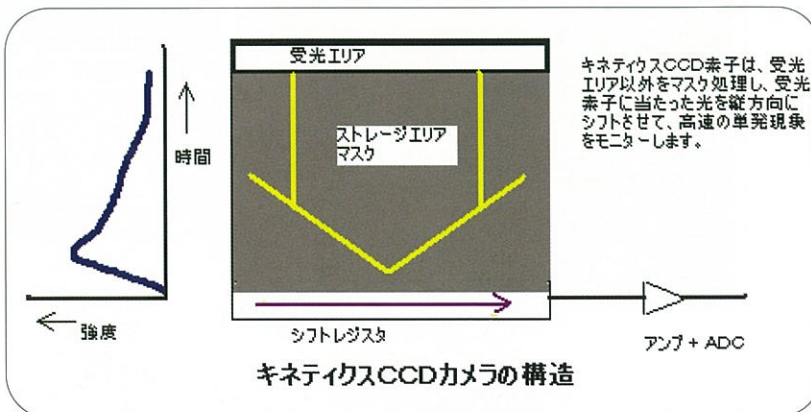 受光エリア
キネティクスCCD素子は、受光
エリア以外をマスク処理し、受光
素子に当たった光を縦方向に
シフトさせて、高速の単発現象
をモニターします。
ストレージエリア
マスク
時間
強度
シフトレジスタ
アンプ + ADC
キネティクスCCDカメラの構造